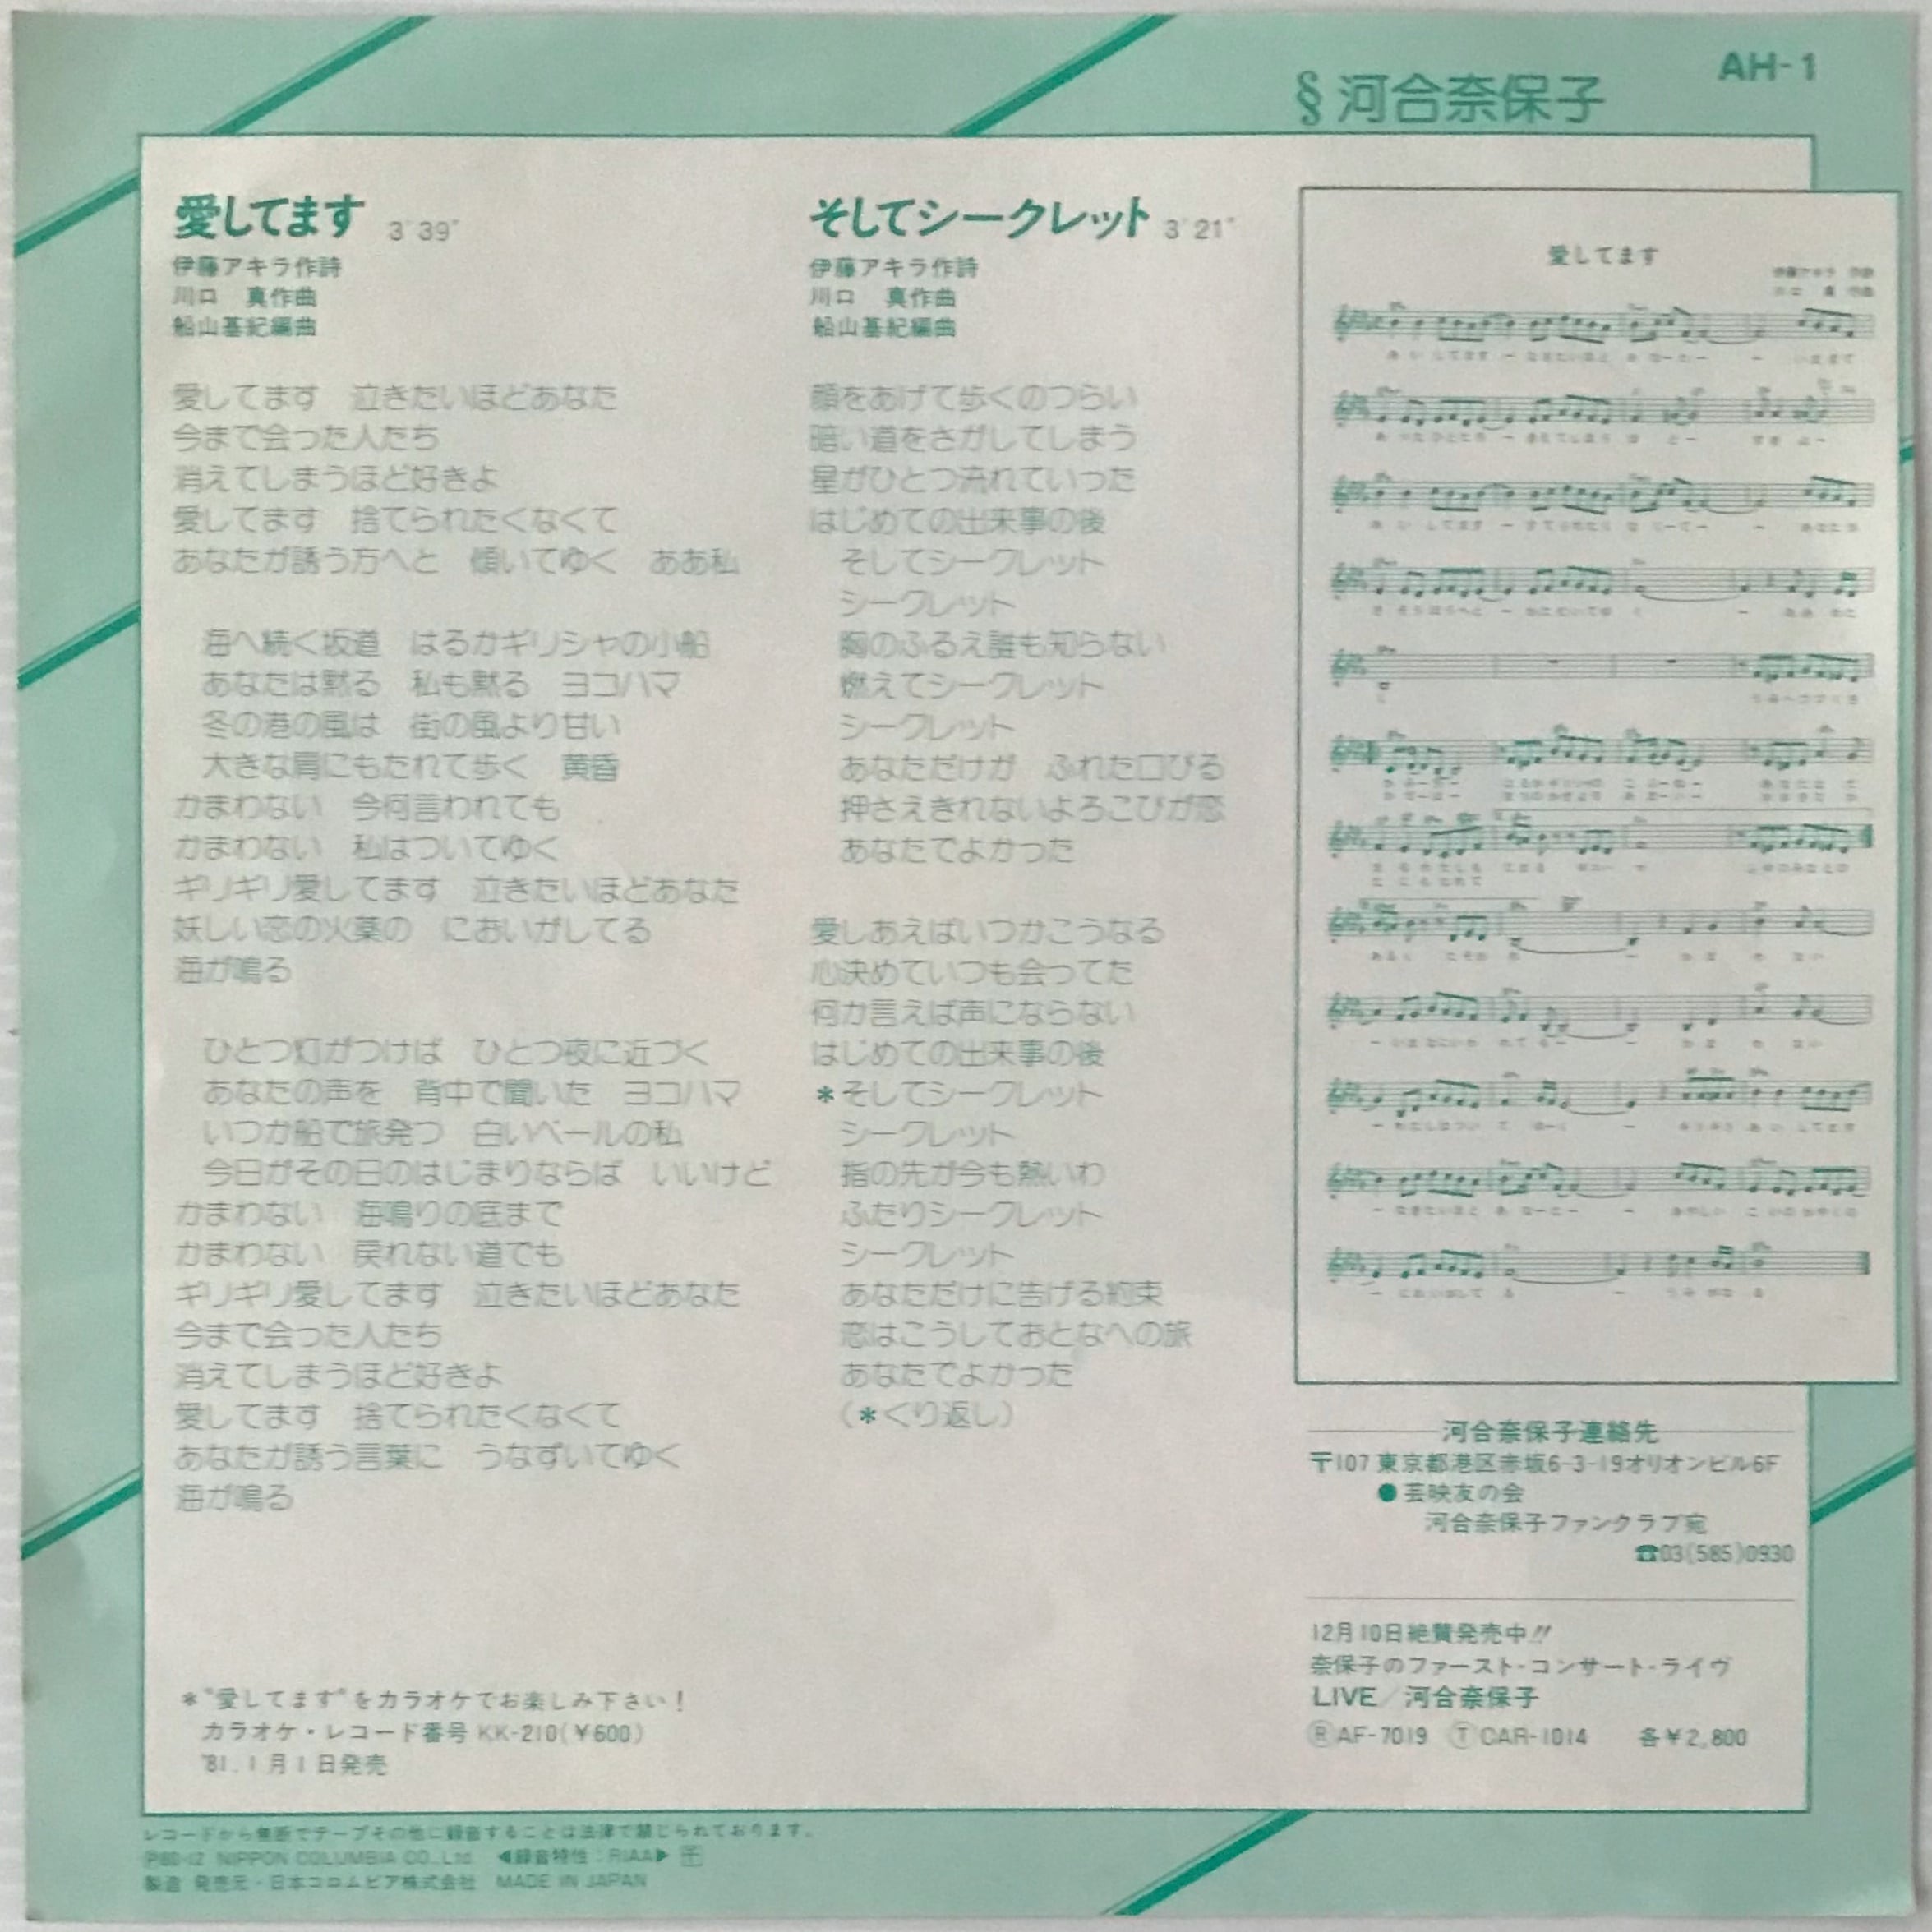 AH-1
§河合奈保子
愛してます 3′39″
伊藤アキラ作詩
川口 真作曲
船山基紀編曲
愛してます 泣きたいほどあなた
今まで会った人たち
消えてしまうほど好きよ
愛してます 捨てられたくなくて
あなたが誘う方へと 傾いてゆく ああ私
海へ続く坂道 はるかギリシャの小船
あなたは黙る 私も黙る ヨコハマ
冬の港の風は 街の風より甘い
大きな肩にもたれて歩く 黄昏
かまわない 今何言われても
かまわない 私はついてゆく
ギリギリ愛してます 泣きたいほどあなた
妖しい恋の火薬の においがしてる
海が鳴る
ひとつ灯がつけば ひとつ夜に近づく
あなたの声を 背中で聞いた ヨコハマ
いつか船で旅発つ 白いベールの私
今日がその日のはじまりならば いいけど
かまわない 海鳴りの底まで
かまわない 戻れない道でも
ギリギリ愛してます 泣きたいほどあなた
今まで会った人たち
消えてしまうほど好きよ
愛してます 捨てられたくなくて
あなたが誘う言葉に うなずいてゆく
海が鳴る
*“愛してます”をカラオケでお楽しみ下さい!
カラオケ・レコード番号 KK-210(¥600)
'81.1月1日発売
そしてシークレット 3′21″
伊藤アキラ作詩
川口 真作曲
船山基紀編曲
顔をあげて歩くのつらい
暗い道をさがしてしまう
星がひとつ流れていった
はじめての出来事の後
そしてシークレット
シークレット
胸のふるえ誰も知らない
燃えてシークレット
シークレット
あなただけが ふれた口びる
押さえきれないよろこびが恋
あなたでよかった
愛しあえばいつかこうなる
心決めていつも会ってた
何か言えば声にならない
はじめての出来事の後
*そしてシークレット
シークレット
指の先が今も熱いわ
ふたりシークレット
シークレット
あなただけに告げる約束
恋はこうしておとなへの旅
あなたでよかった
(*くり返し)
愛してます
伊藤アキラ 作詩
川口 真 作曲
河合奈保子連絡先
〒107 東京都港区赤坂6-3-19オリオンビル6F
●芸映友の会
河合奈保子ファンクラブ宛
☎03(585)0930
12月10日絶賛発売中!!
奈保子のファースト・コンサート・ライヴ
LIVE/河合奈保子
ⓇAF-7019 ⓉCAR-1014 各¥2,800
レコードから無断でテープその他に録音することは法律で禁じられております。
Ⓟ80-12 NIPPON COLUMBIA CO.,Ltd. ◀録音特性:RIAA▶
製造 発売元・日本コロムビア株式会社 MADE IN JAPAN